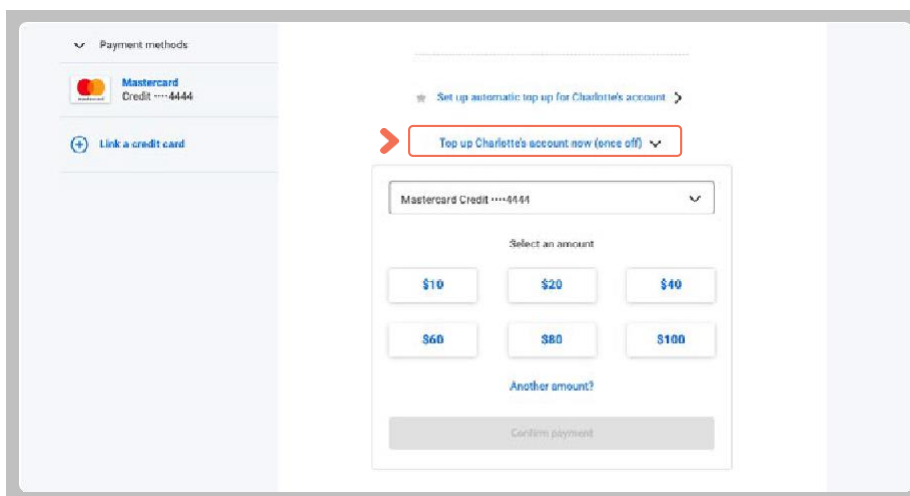 Payment methods
Mastercard
Credit ····4444
Link a credit card
Set up automatic top up for Charlotte's account
Top up Charlotte's account now (once off)
Mastercard Credit ····4444
Select an amount
$10 $20 $40
$60 $80 $100
Another amount?
Confirm payment